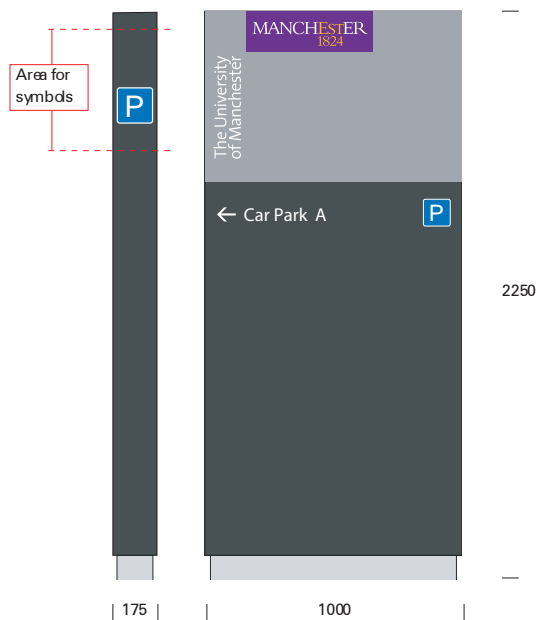 MANCHEstER
1824
Area for
symbols
P
The University
of Manchester
← Car Park A
P
2250
175
1000